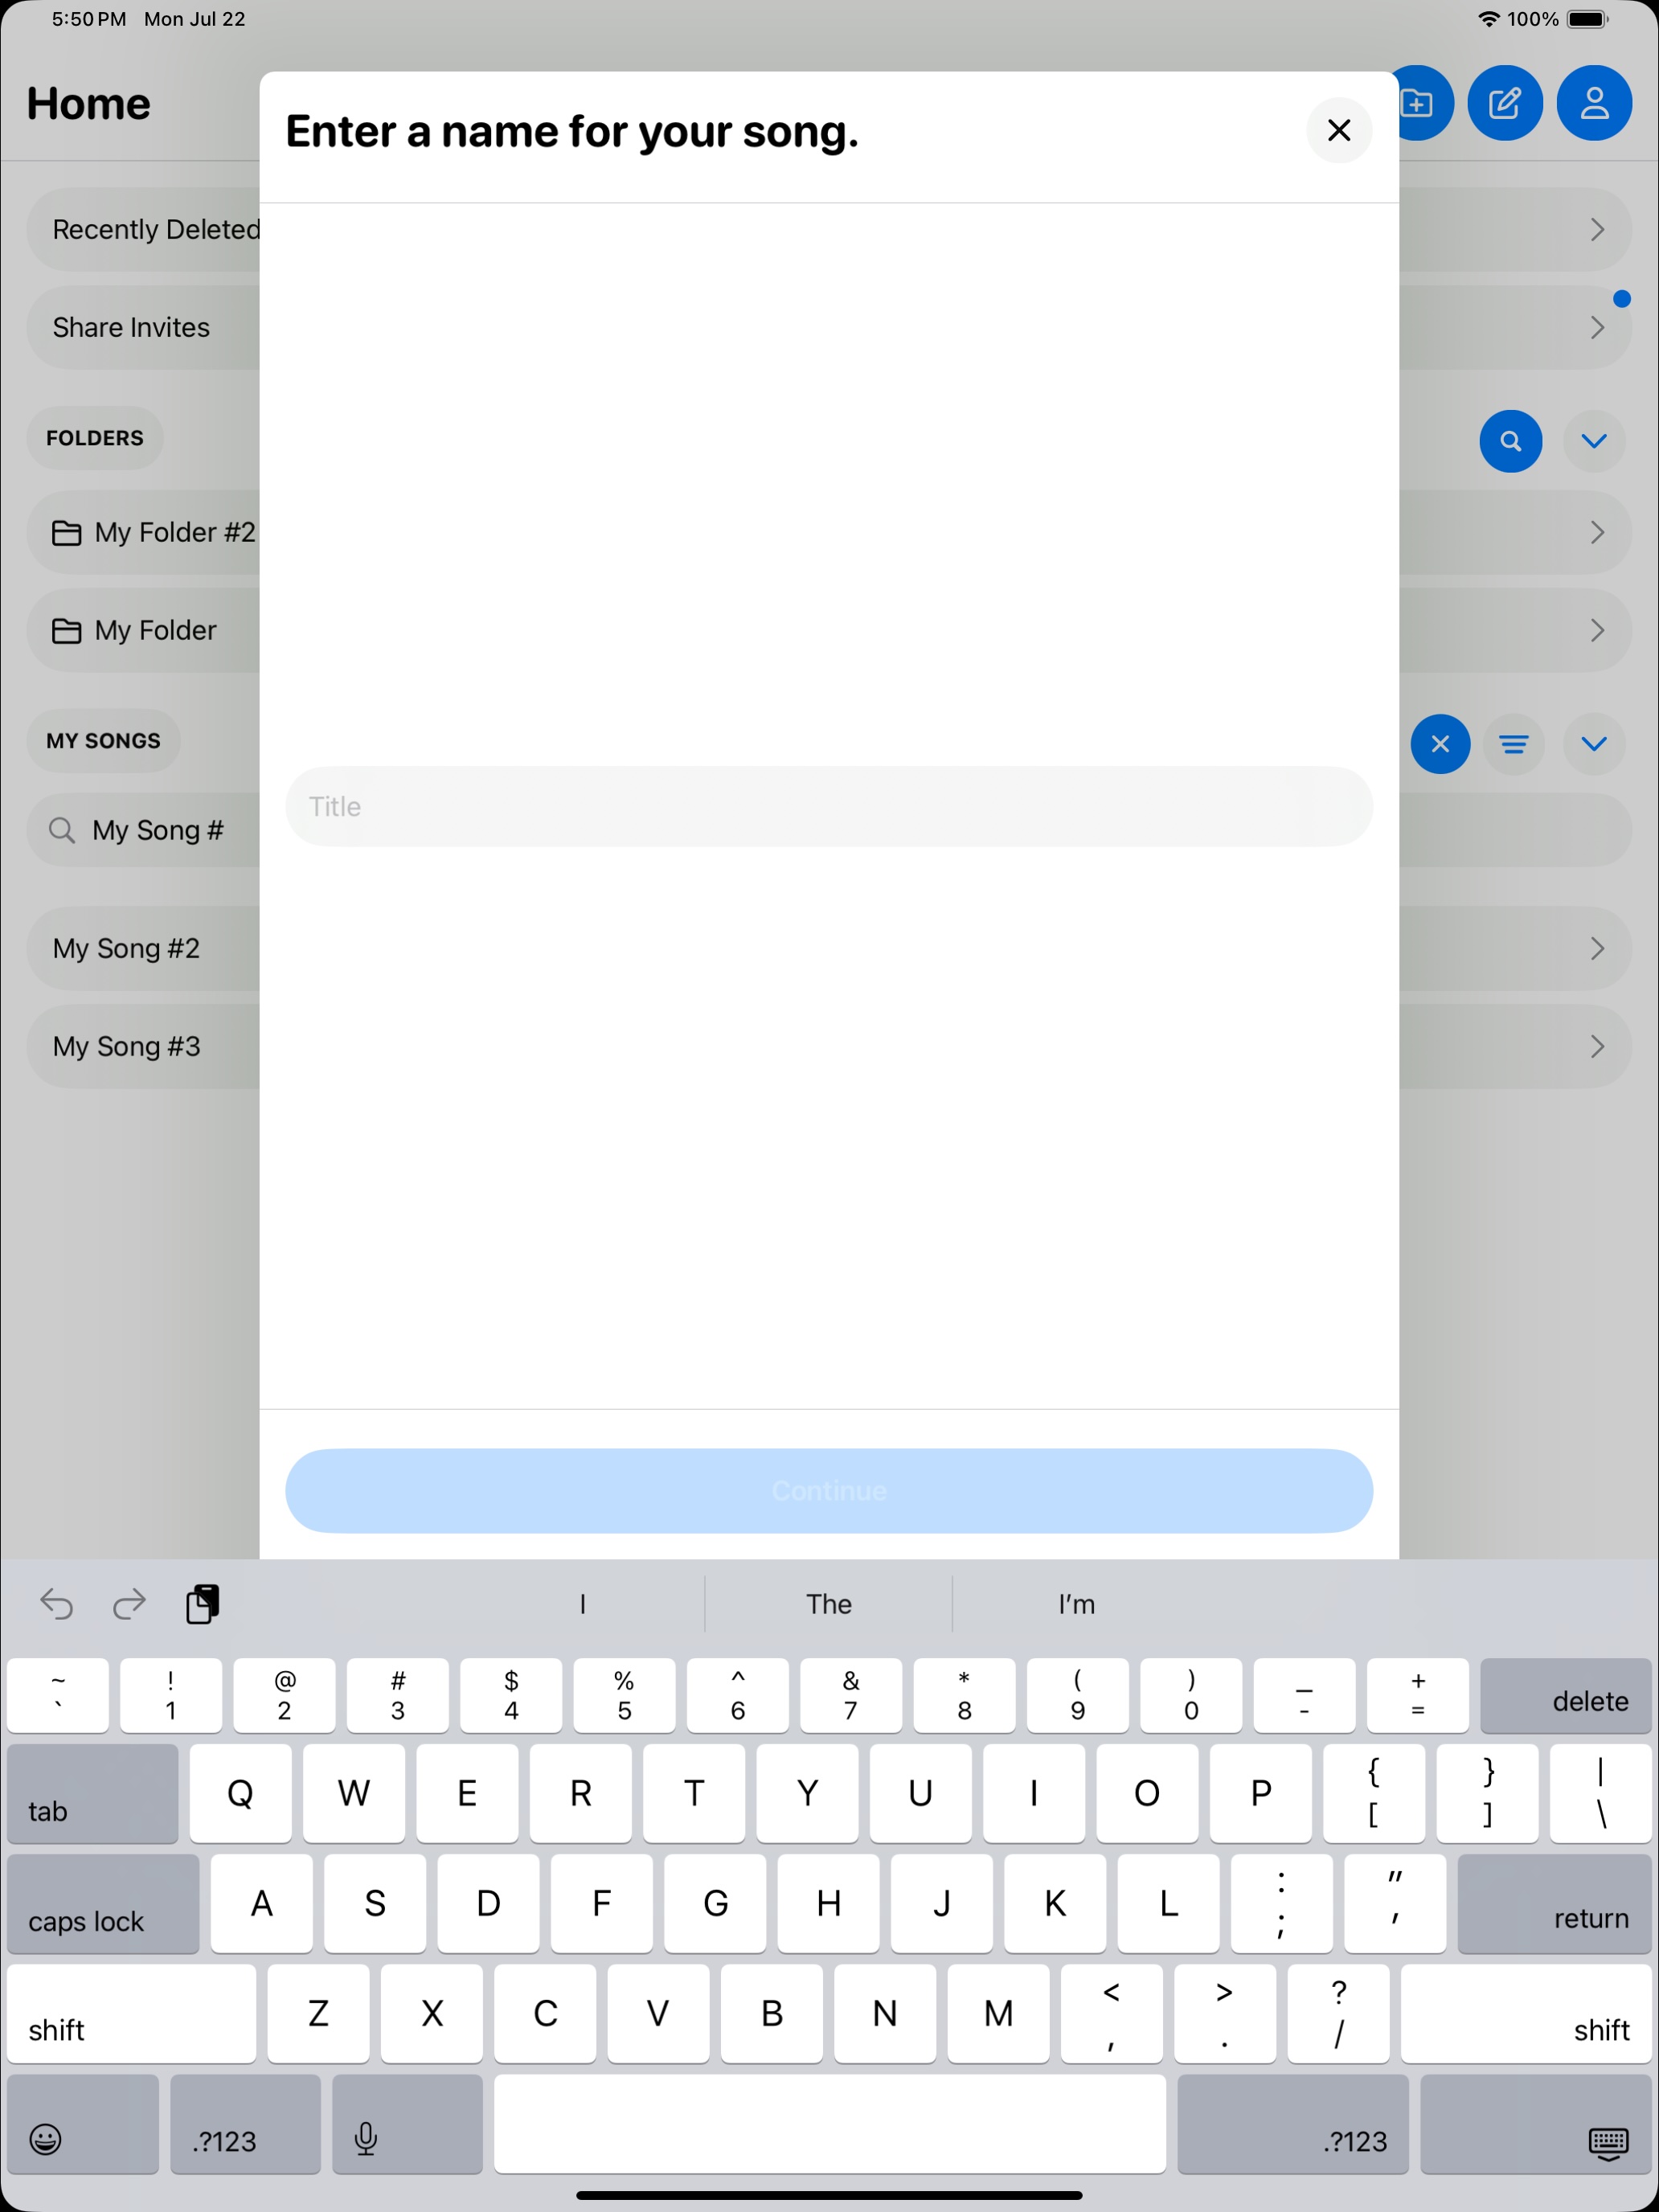 5:50 PM Mon Jul 22 100%
Home
Enter a name for your song.
Recently Deleted
Share Invites
FOLDERS
My Folder #2
My Folder
MY SONGS
Title
My Song #
My Song #2
My Song #3
Continue
I The I’m
~ ! @ # $ % ^ & * ( ) _ +
` 1 2 3 4 5 6 7 8 9 0 - = delete
tab Q W E R T Y U I O P { [ } ] | \
caps lock A S D F G H J K L : ; " ' return
shift Z X C V B N M < , > . ? / shift
.?123 .?123